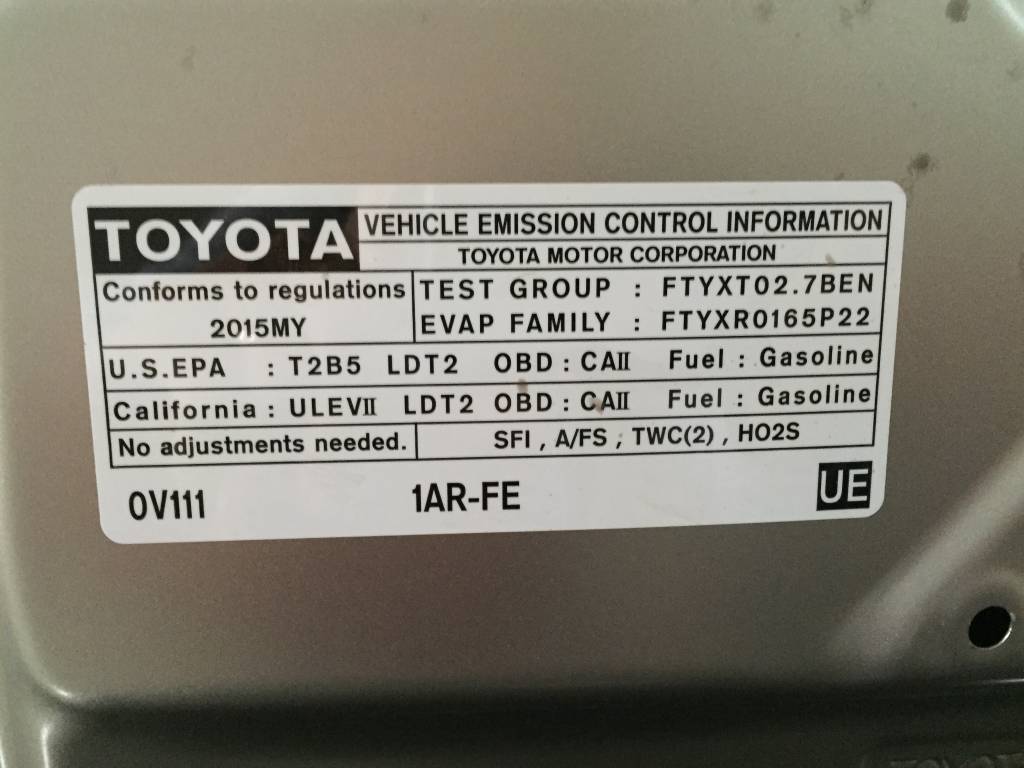 TOYOTA
VEHICLE EMISSION CONTROL INFORMATION
TOYOTA MOTOR CORPORATION
Conforms to regulations
2015MY
TEST GROUP : FTYXT02.7BEN
EVAP FAMILY : FTYXR0165P22
U.S.EPA : T2B5 LDT2 OBD : CAII Fuel : Gasoline
California : ULEVII LDT2 OBD : CAII Fuel : Gasoline
No adjustments needed.
SFI , A/FS , TWC(2) , HO2S
0V111 1AR-FE UE
TOYOTA